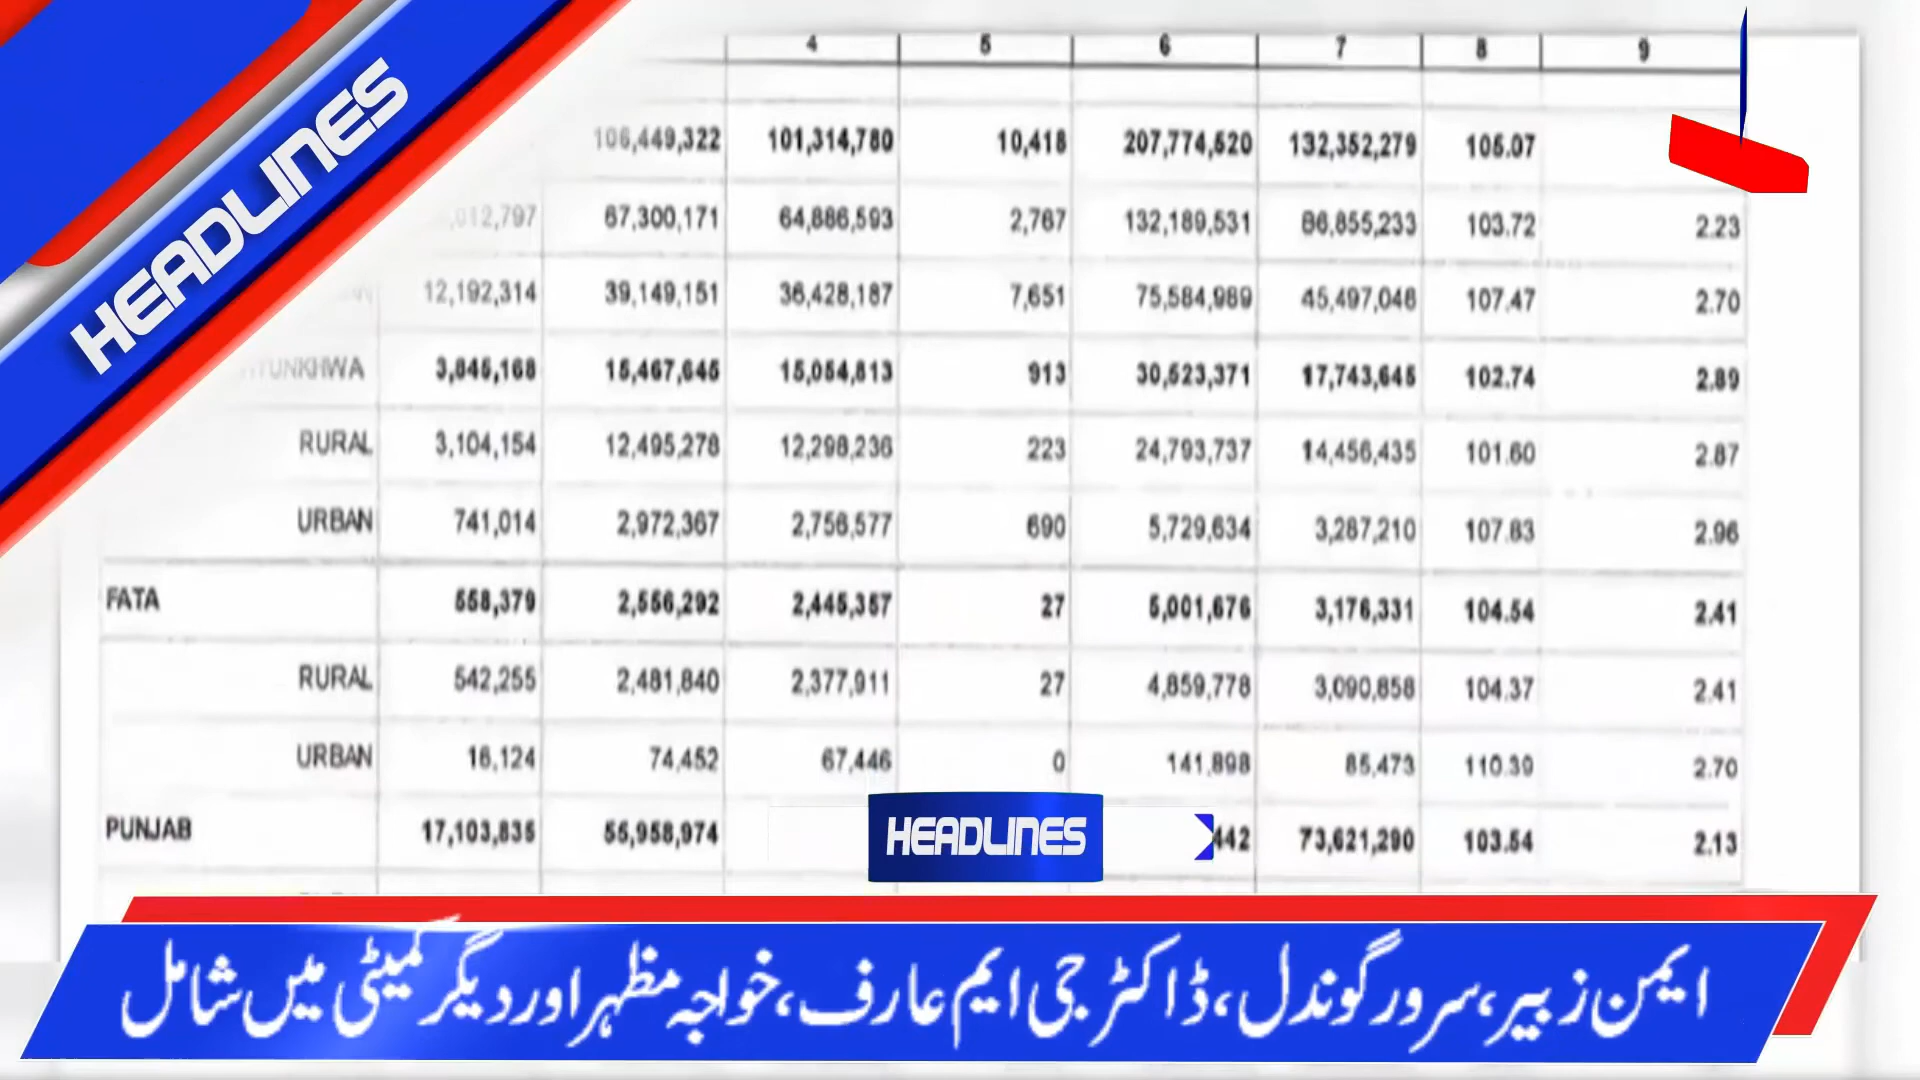 HEADLINES
4 5 6 7 8 9
106,449,322 101,314,780 10,418 207,774,520 132,352,279 105.07
,012,797 67,300,171 64,886,593 2,767 132,189,531 86,855,233 103.72 2.23
12,192,314 39,149,151 36,428,187 7,651 75,584,989 45,497,046 107.47 2.70
TUNKHWA 3,845,168 15,467,645 15,054,813 913 30,523,371 17,743,645 102.74 2.89
RURAL 3,104,154 12,495,278 12,298,236 223 24,793,737 14,456,435 101.60 2.87
URBAN 741,014 2,972,367 2,756,577 690 5,729,634 3,287,210 107.83 2.96
FATA 558,379 2,556,292 2,445,357 27 5,001,676 3,176,331 104.54 2.41
RURAL 542,255 2,481,840 2,377,911 27 4,859,778 3,090,858 104.37 2.41
URBAN 16,124 74,452 67,446 0 141,898 85,473 110.39 2.70
PUNJAB 17,103,835 55,958,974 442 73,621,290 103.54 2.13
HEADLINES
ایمن زبیر، سرور گوندل، ڈاکٹر جی ایم عارف، خواجہ مظہر اور دیگر کمیٹی میں شامل